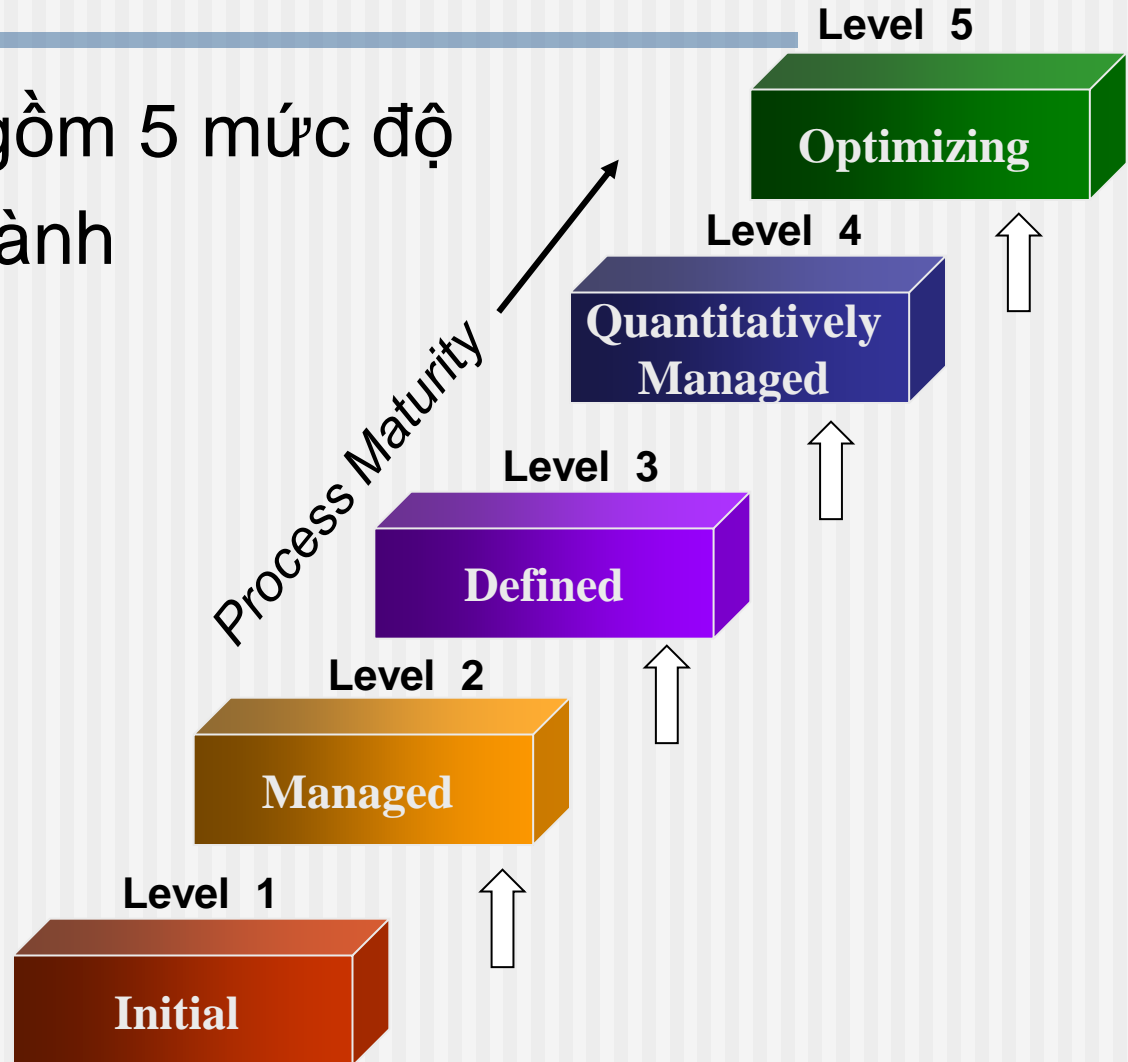 Level 5
gồm 5 mức độ
Optimizing
ành
Level 4
Quantitatively
Managed
Process Maturity
Level 3
Defined
Level 2
Managed
Level 1
Initial